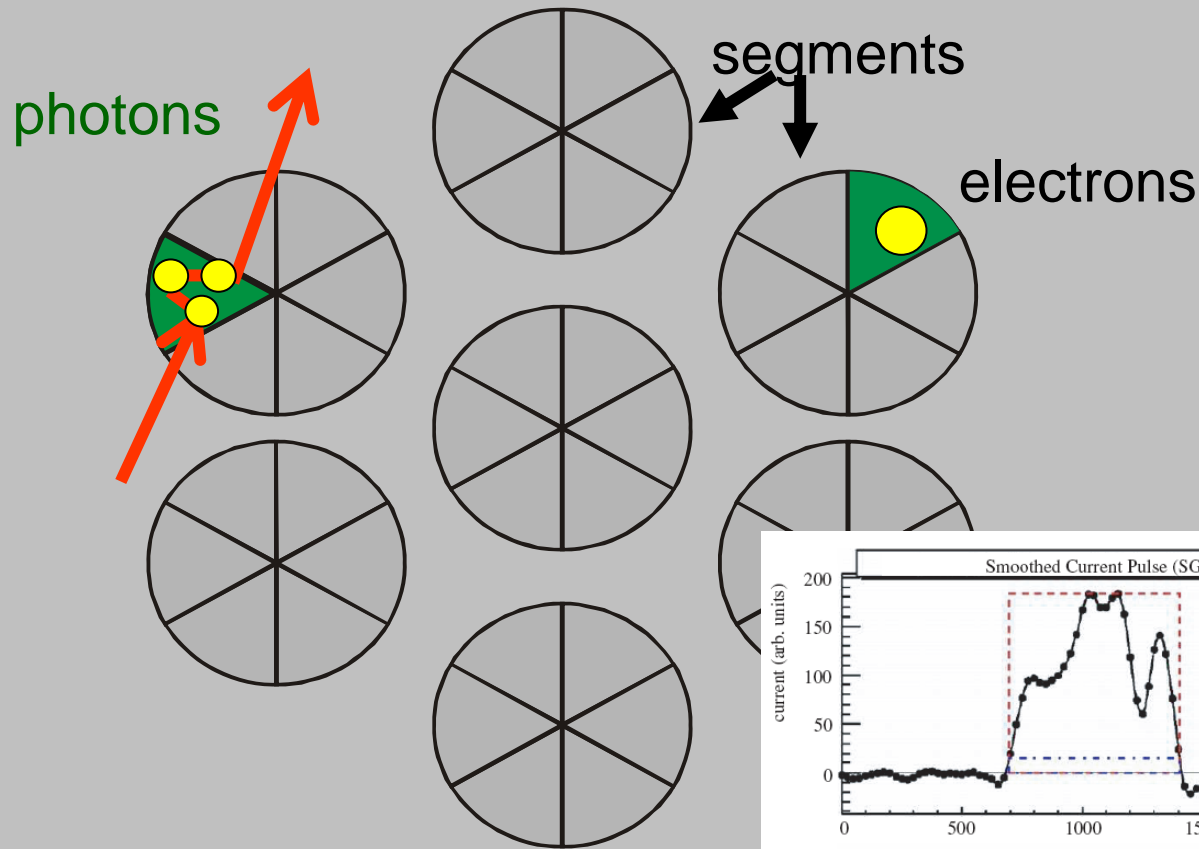 segments
photons
electrons
Smoothed Current Pulse (SG
current (arb. units)
200
150
100
50
0
0
500
1000
15